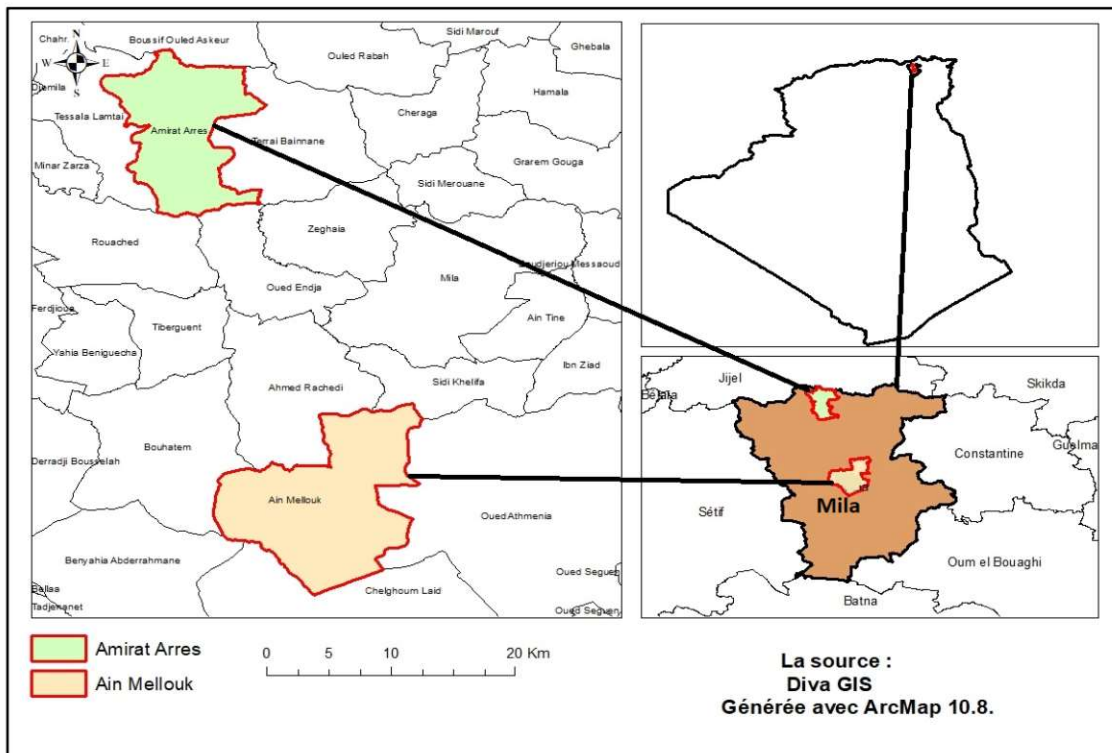 Chahr.
N
W
E
S
Boussif Ouled Askeur
Sidi Marouf
Ouled Rabah
Ghebala
Djemila
Hamala
Tessala Lamtai
Cheraga
Amirat Arres
Terrai Bainnane
Minar Zarza
Grarem Gouga
Sidi Merouane
Zeghaia
Rouached
Mila
Oued Endja
Ferdjioua
Ain Tine
Tiberguent
Yahia Beniguecha
Ibn Ziad
Sidi Khelifa
Ahmed Rachedi
Bouhatem
Derradji Bousselah
Ain Mellouk
Oued Athmenia
Benyahia Abderrahmane
Oued Seguen
Bellaa
Chelghoum Laid
Tadjenanet
Oued Seguen
Jijel
Skikda
Guelma
Constantine
Mila
Sétif
Oum el Bouaghi
Batna
Amirat Arres
Ain Mellouk
0 5 10 20 Km
La source :
Diva GIS
Générée avec ArcMap 10.8.